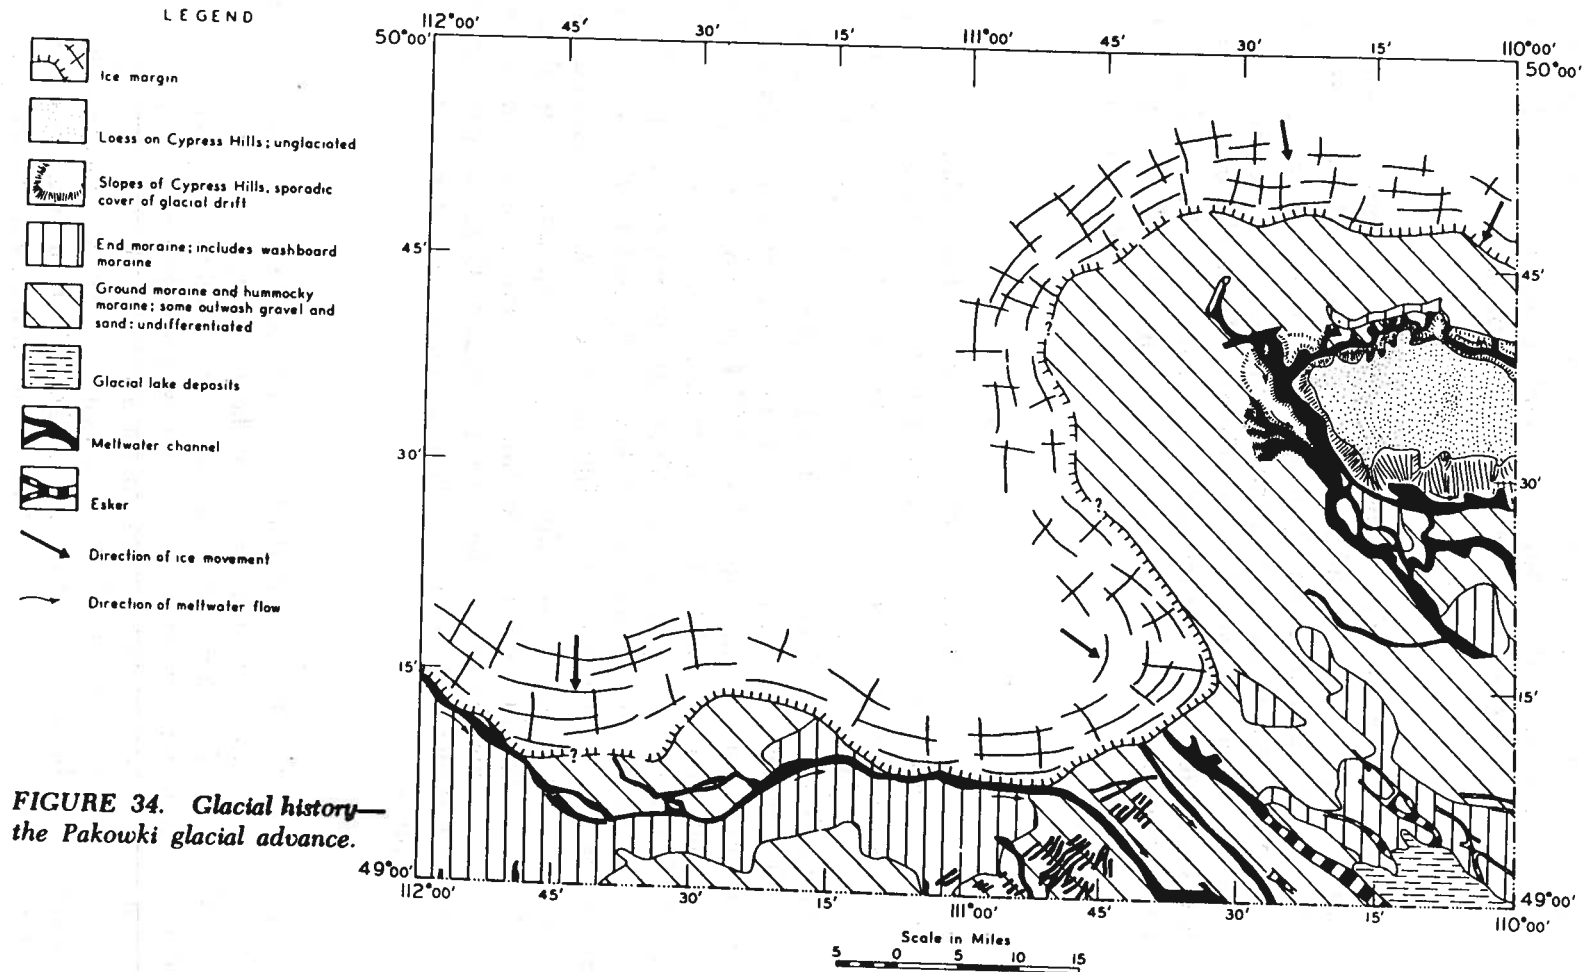 LEGEND
Ice margin
Loess on Cypress Hills; unglaciated
Slopes of Cypress Hills, sporadic
cover of glacial drift
End moraine; includes washboard
moraine
Ground moraine and hummocky
moraine; some outwash gravel and
sand: undifferentiated
Glacial lake deposits
Meltwater channel
Esker
Direction of ice movement
Direction of meltwater flow
FIGURE 34. Glacial history—
the Pakowki glacial advance.
112°00' 45' 30' 15' 111°00' 45' 30' 15' 110°00'
50°00' 50°00'
45' 45'
?
30' 30'
?
15' 15'
?
49°00' 49°00'
112°00' 45' 30' 15' 111°00' 45' 30' 15' 110°00'
Scale in Miles
5 0 5 10 15